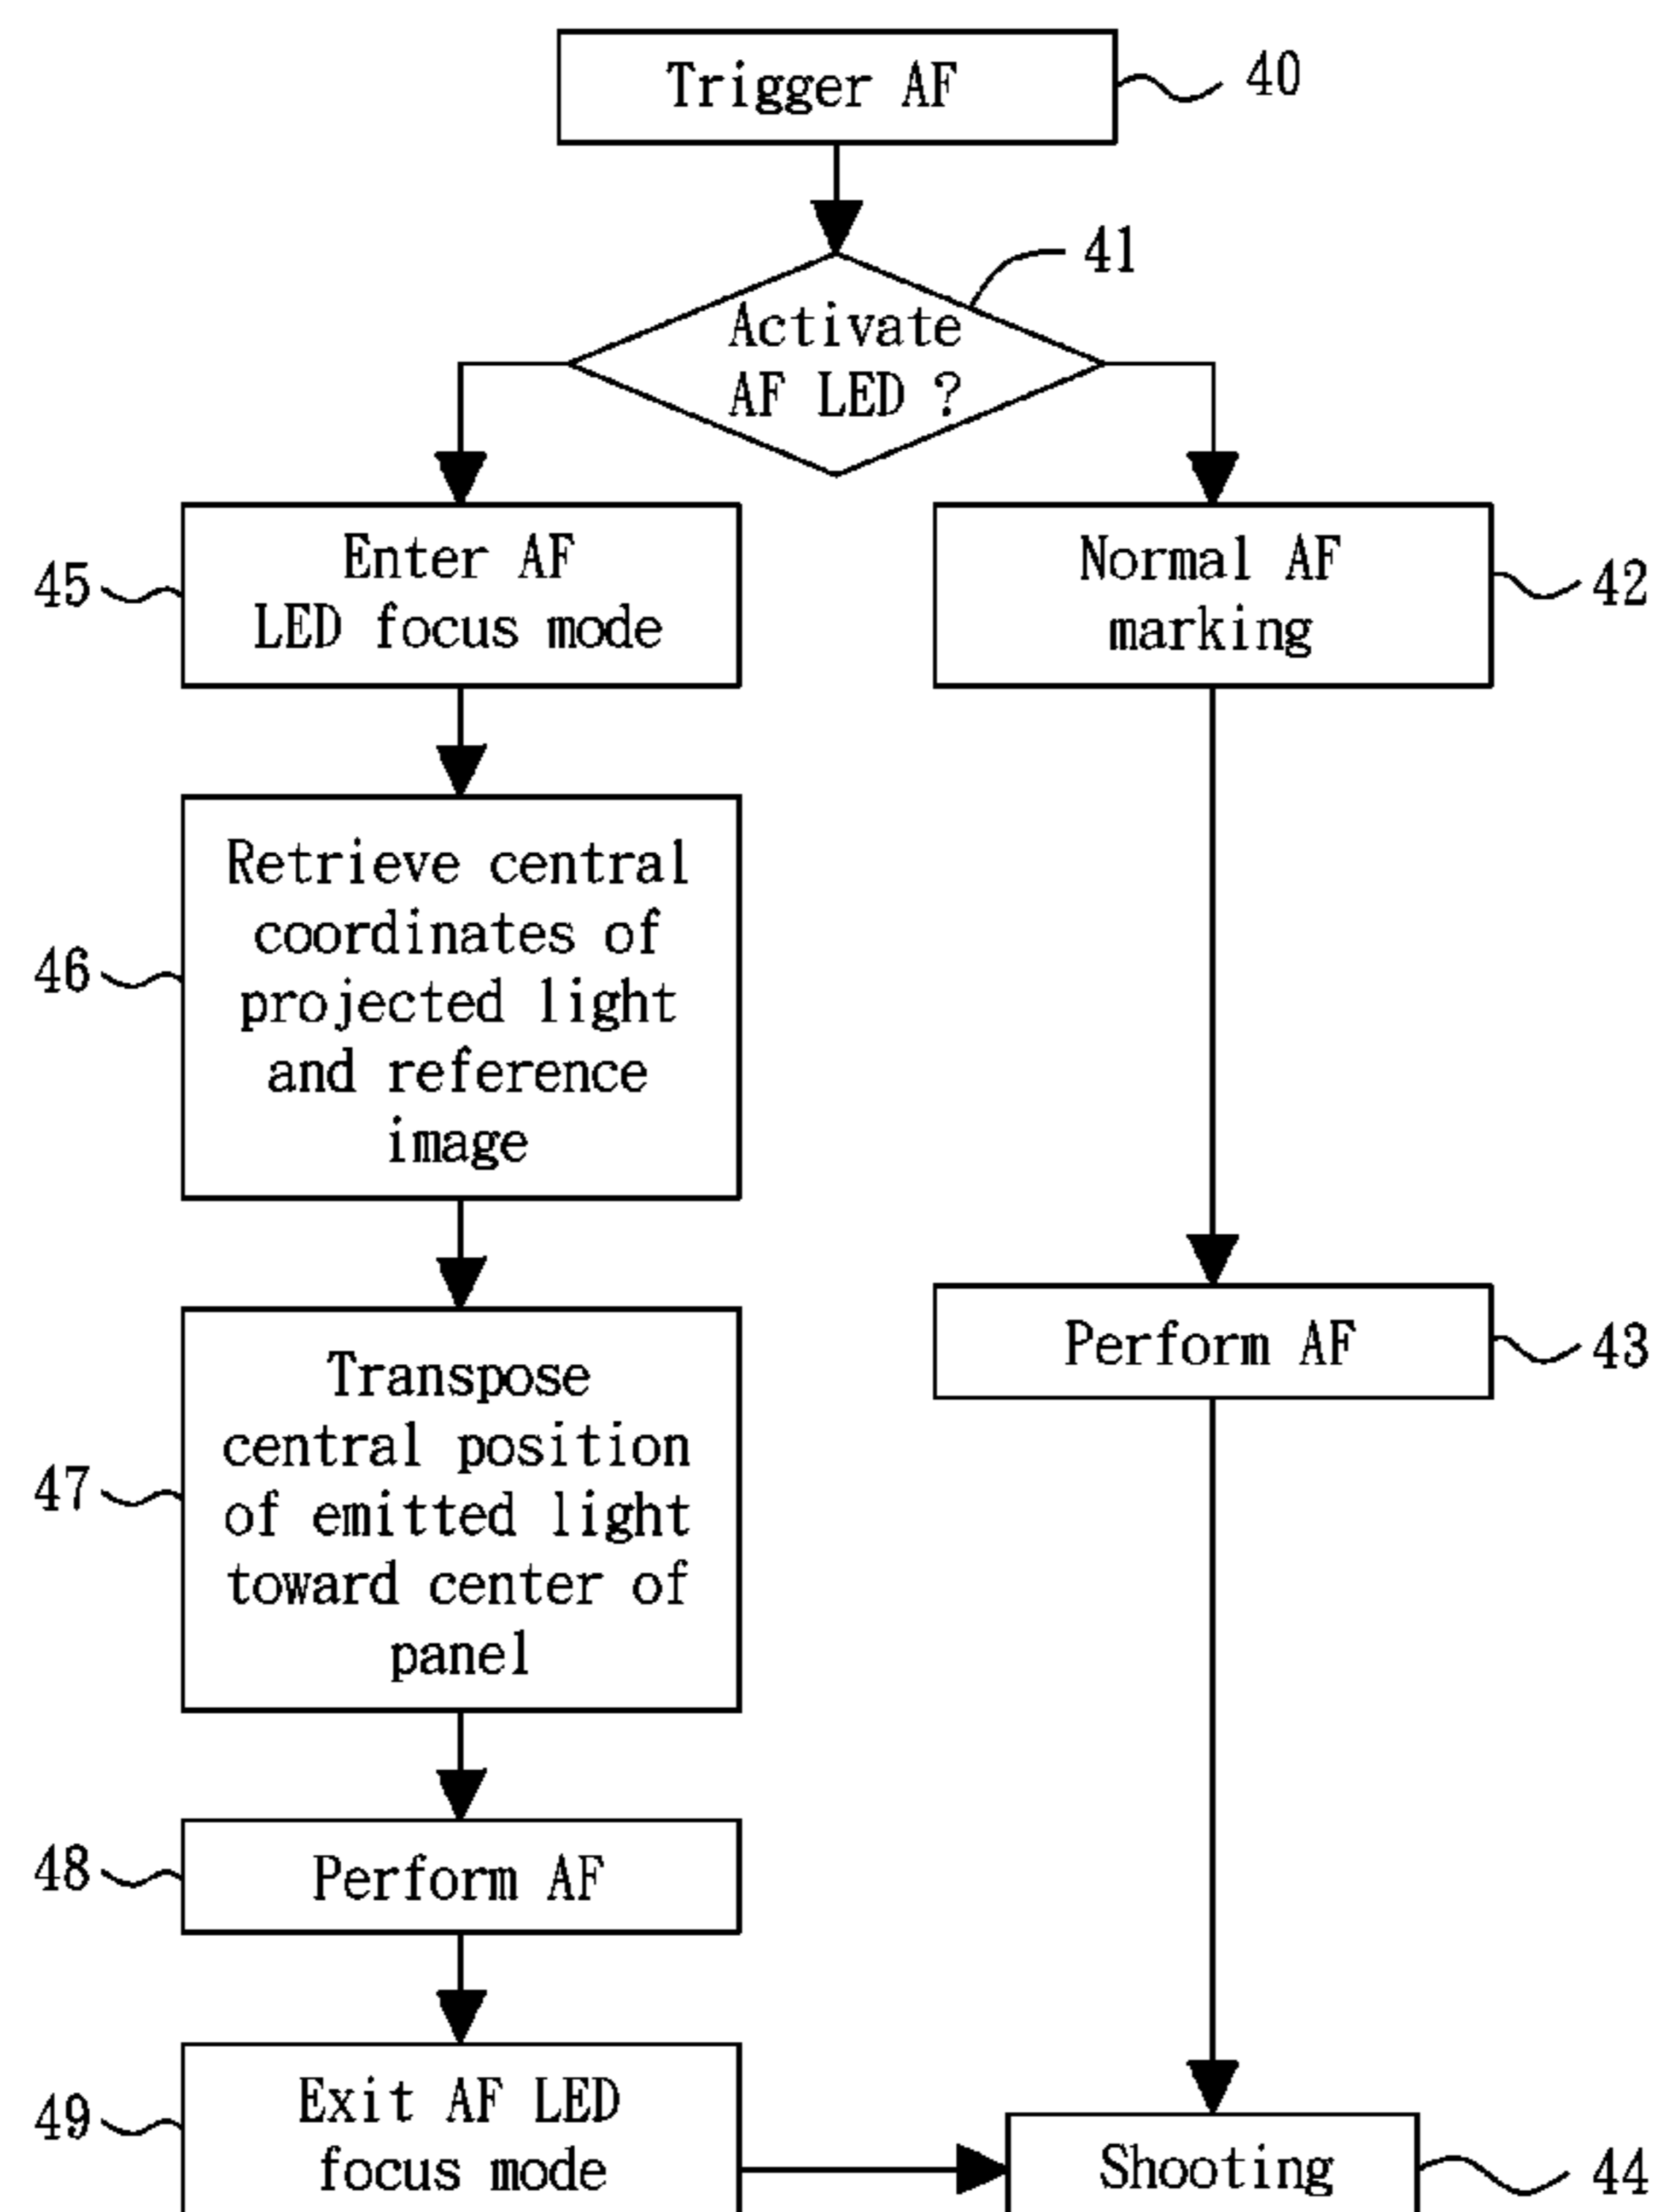 Trigger AF
40
41
Activate
AF LED ?
45
Enter AF
LED focus mode
Normal AF
marking
42
46
Retrieve central
coordinates of
projected light
and reference
image
Perform AF
43
47
Transpose
central position
of emitted light
toward center of
panel
48
Perform AF
49
Exit AF LED
focus mode
Shooting
44